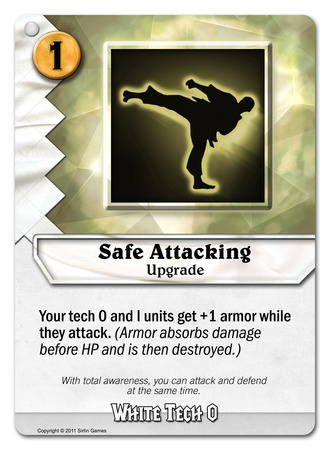 1
Safe Attacking
Upgrade
Your tech 0 and I units get +1 armor while
they attack. (Armor absorbs damage
before HP and is then destroyed.)
With total awareness, you can attack and defend
at the same time.
White Tech 0
Copyright © 2011 Sirlin Games